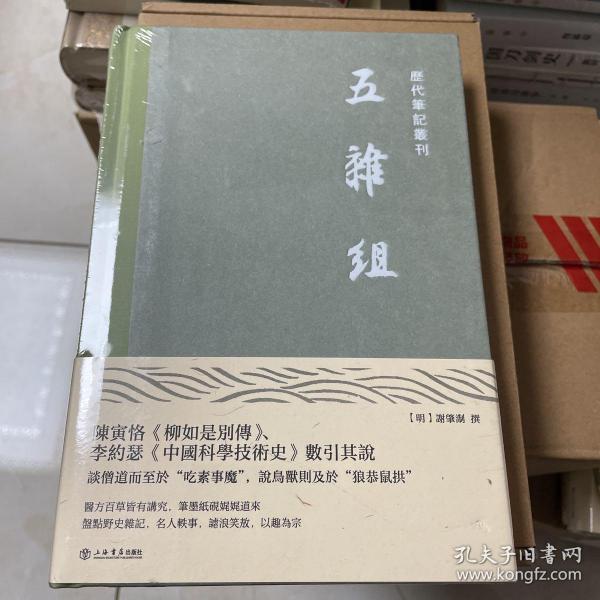 歷代筆記叢刊
五雜組
【明】謝肇淛 撰
陳寅恪《柳如是別傳》、
李約瑟《中國科學技術史》數引其說
談僧道而至於“吃素事魔”，說鳥獸則及於“狼恭鼠拱”
醫方百草皆有講究，筆墨紙硯娓娓道來
盤點野史雜記，名人軼事，謔浪笑敖，以趣為宗
上海書店出版社
孔夫子旧书网
www.kongfz.com